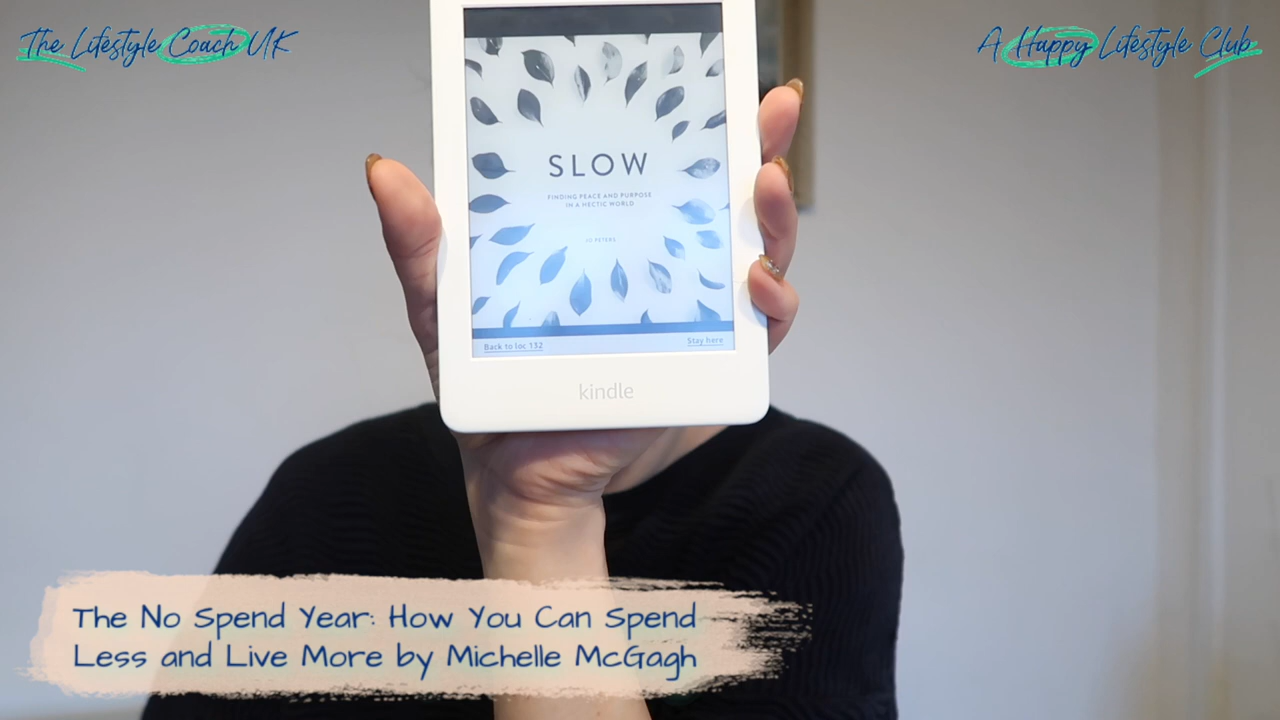 The Lifestyle Coach UK
A Happy Lifestyle Club
SLOW
FINDING PEACE AND PURPOSE
IN A HECTIC WORLD
JO PETERS
Back to loc 132
Stay here
kindle
The No Spend Year: How You Can Spend
Less and Live More by Michelle McGagh